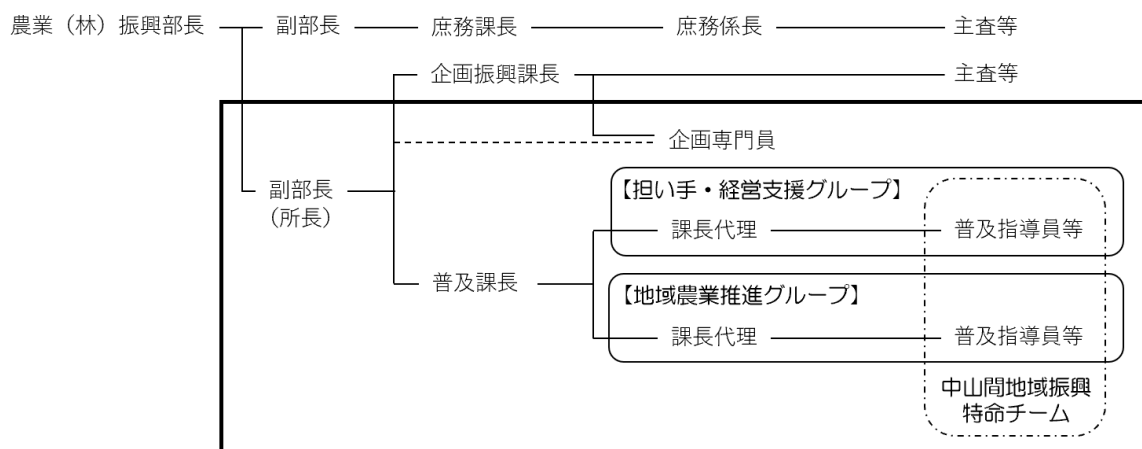 農業（林）振興部長 副部長 庶務課長 庶務係長 主査等
企画振興課長 主査等
企画専門員
副部長
（所長）
【担い手・経営支援グループ】
課長代理 普及指導員等
普及課長
【地域農業推進グループ】
課長代理 普及指導員等
中山間地域振興
特命チーム